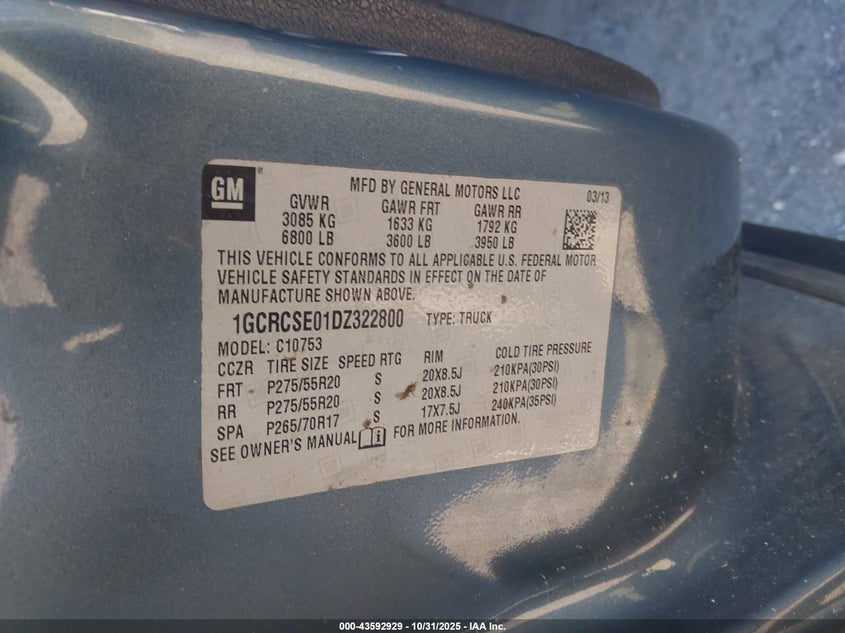 GM
MFD BY GENERAL MOTORS LLC
03/13
GVWR GAWR FRT GAWR RR
3085 KG 1633 KG 1792 KG
6800 LB 3600 LB 3950 LB
THIS VEHICLE CONFORMS TO ALL APPLICABLE U.S. FEDERAL MOTOR
VEHICLE SAFETY STANDARDS IN EFFECT ON THE DATE OF
MANUFACTURE SHOWN ABOVE.
1GCRCSE01DZ322800 TYPE: TRUCK
MODEL: C10753
CCZR TIRE SIZE SPEED RTG RIM COLD TIRE PRESSURE
FRT P275/55R20 S 20X8.5J 210KPA(30PSI)
RR P275/55R20 S 20X8.5J 210KPA(30PSI)
SPA P265/70R17 S 17X7.5J 240KPA(35PSI)
SEE OWNER'S MANUAL FOR MORE INFORMATION.
000-43592929 - 10/31/2025 - IAA Inc.